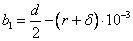 b₁ = d/2 − (r + δ)·10⁻³